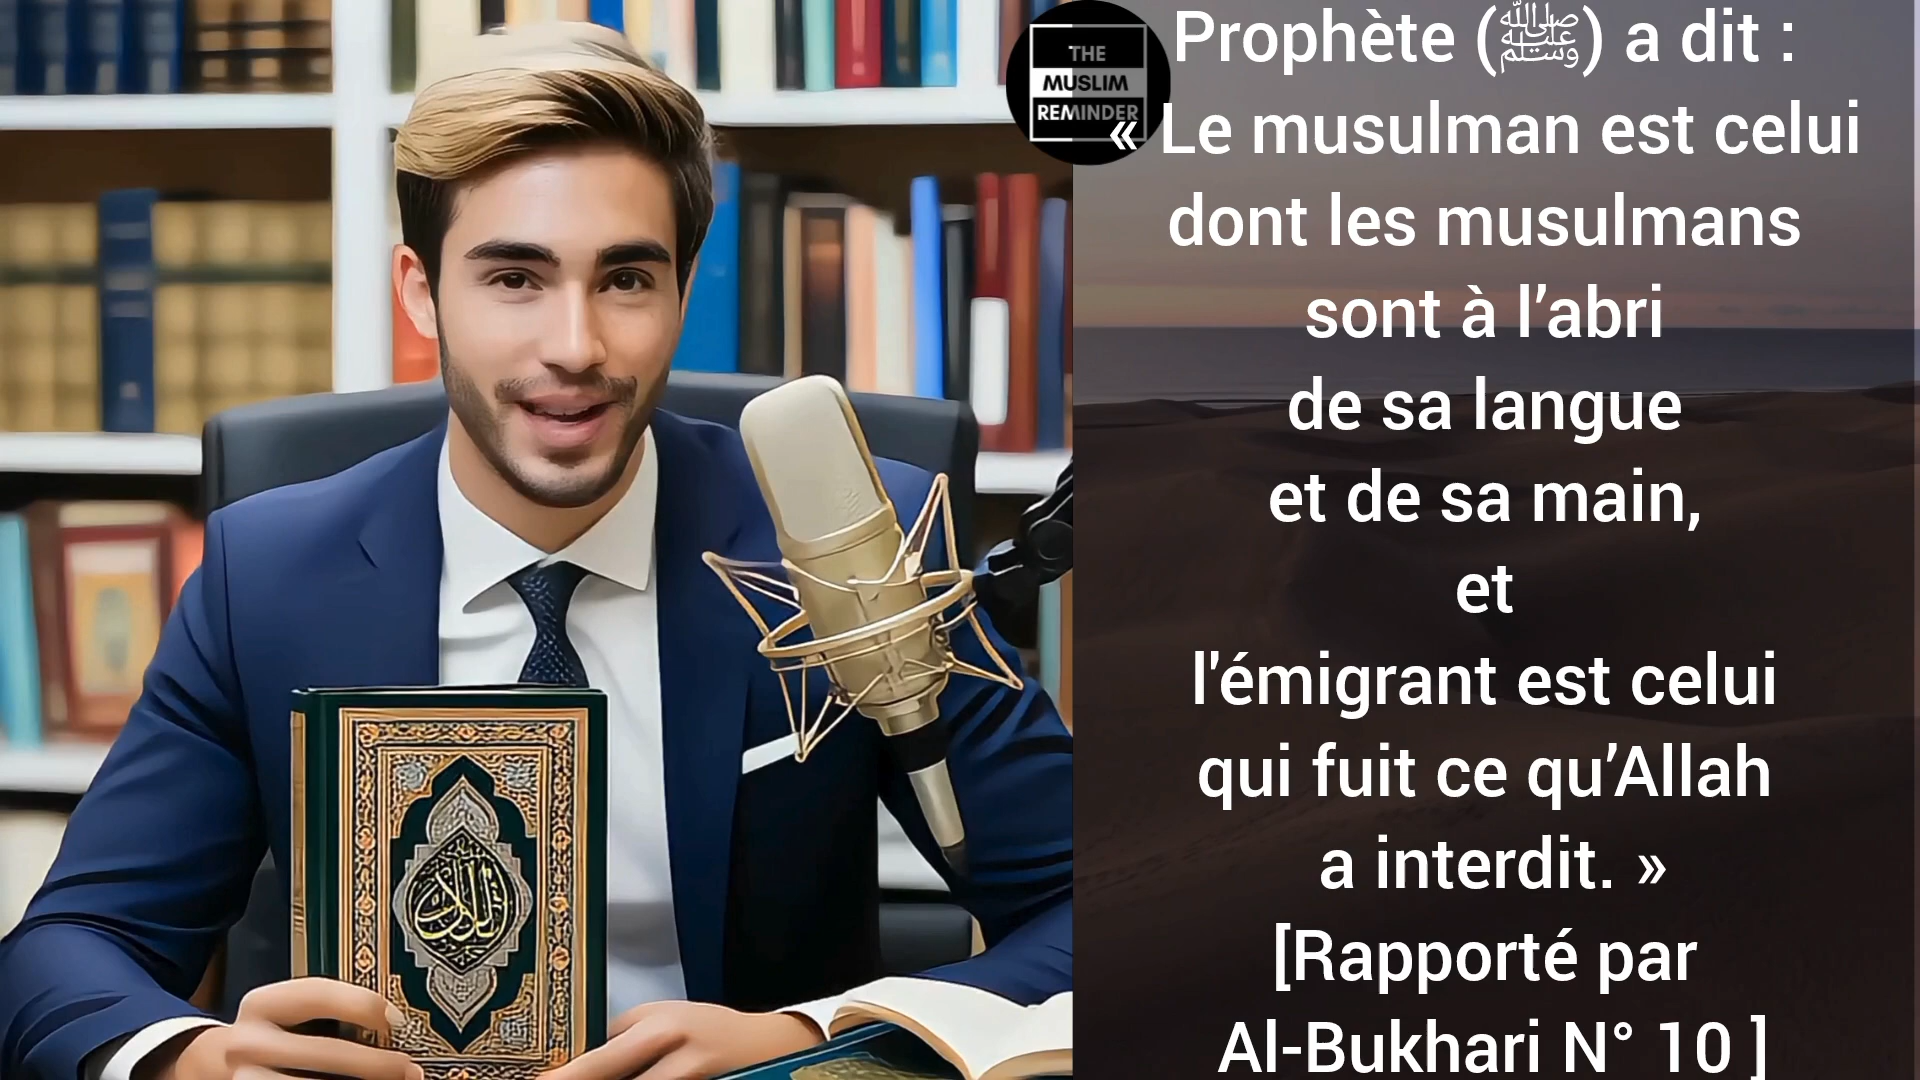 THE
MUSLIM
REMINDER
Prophète (ﷺ) a dit :
« Le musulman est celui
dont les musulmans
sont à l’abri
de sa langue
et de sa main,
et
l'émigrant est celui
qui fuit ce qu’Allah
a interdit. »
[Rapporté par
Al-Bukhari N° 10 ]